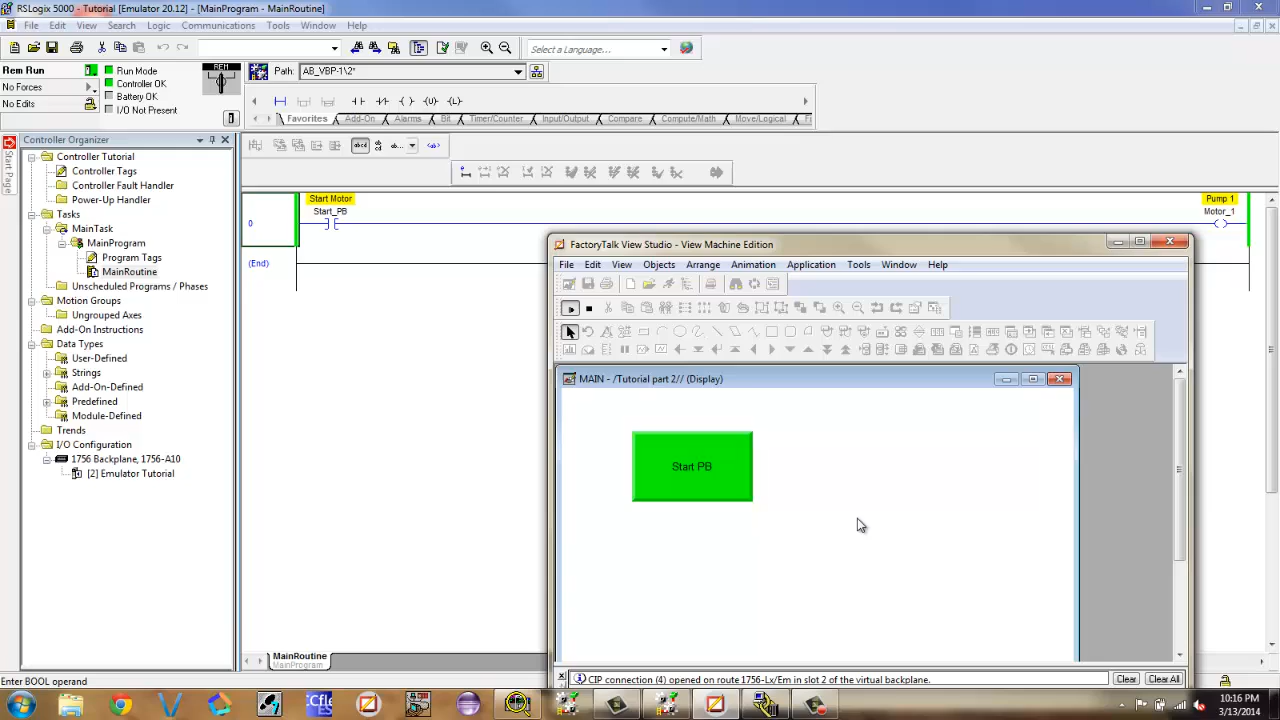 RSLogix 5000 - Tutorial [Emulator 20.12] - [MainProgram - MainRoutine]
File Edit View Search Logic Communications Tools Window Help
Select a Language...
Rem Run
Run Mode
REM
Path: AB_VBP-1\2*
No Forces
Controller OK
Battery OK
No Edits
I/O Not Present
Favorites Add-On Alarms Bit Timer/Counter Input/Output Compare Compute/Math Move/Logical
Controller Organizer
Start Page
Controller Tutorial
Controller Tags
Controller Fault Handler
Power-Up Handler
Tasks
MainTask
MainProgram
Program Tags
MainRoutine
Unscheduled Programs / Phases
Motion Groups
Ungrouped Axes
Add-On Instructions
Data Types
User-Defined
Strings
Add-On-Defined
Predefined
Module-Defined
Trends
I/O Configuration
1756 Backplane, 1756-A10
[2] Emulator Tutorial
Start Motor
Start_PB
0
(End)
Pump 1
Motor_1
FactoryTalk View Studio - View Machine Edition
File Edit View Objects Arrange Animation Application Tools Window Help
MAIN - /Tutorial part 2// (Display)
Start PB
MainRoutine
MainProgram
CIP connection (4) opened on route 1756-Lx/Em in slot 2 of the virtual backplane.
Clear Clear All
Enter BOOL operand
10:16 PM
3/13/2014